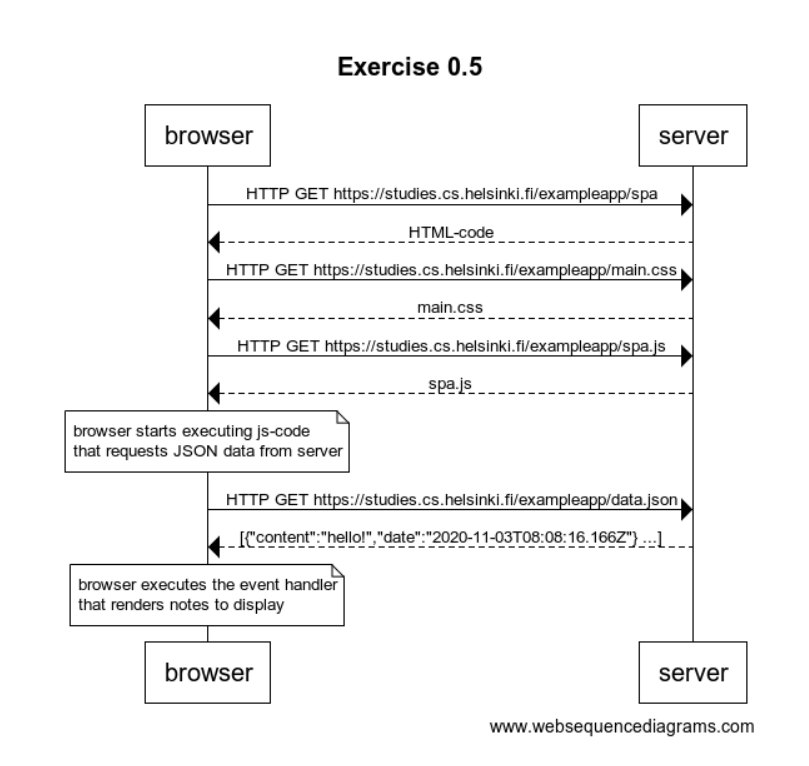 Exercise 0.5
browser
server
HTTP GET https://studies.cs.helsinki.fi/exampleapp/spa
HTML-code
HTTP GET https://studies.cs.helsinki.fi/exampleapp/main.css
main.css
HTTP GET https://studies.cs.helsinki.fi/exampleapp/spa.js
spa.js
browser starts executing js-code
that requests JSON data from server
HTTP GET https://studies.cs.helsinki.fi/exampleapp/data.json
[{"content":"hello!","date":"2020-11-03T08:08:16.166Z"} ...]
browser executes the event handler
that renders notes to display
browser
server
www.websequencediagrams.com